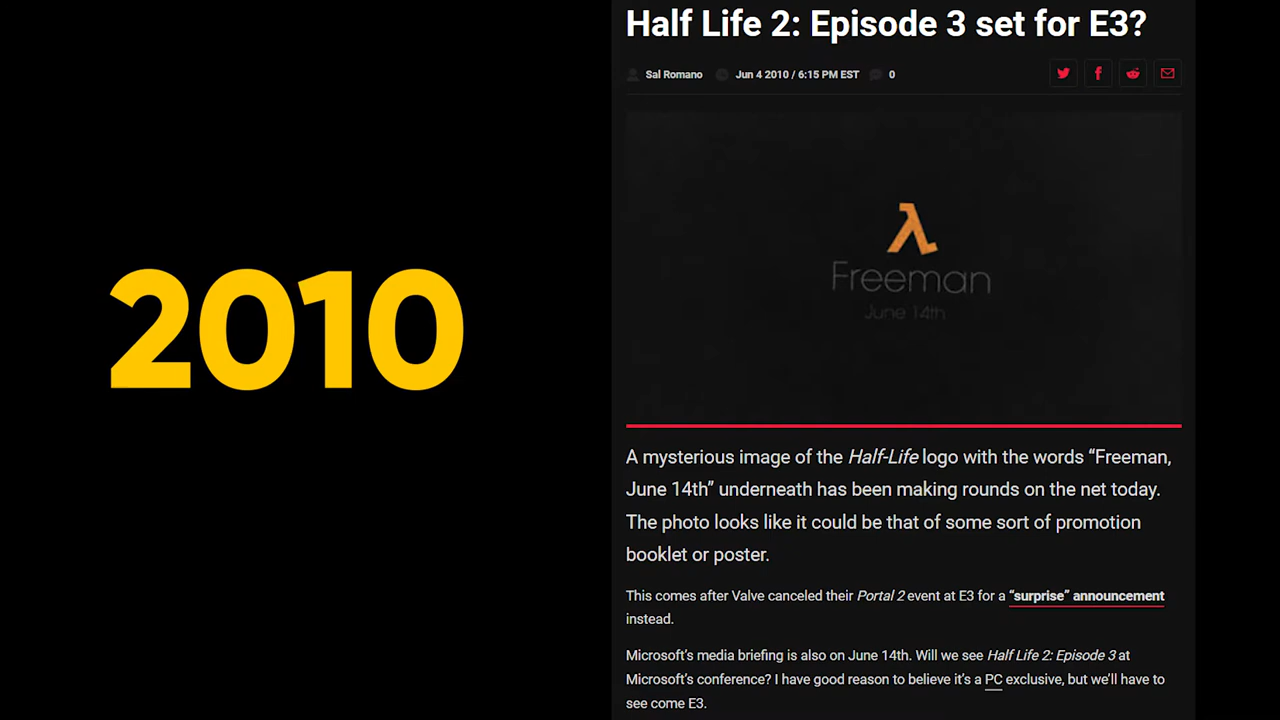 2010
Half Life 2: Episode 3 set for E3?
Sal Romano Jun 4 2010 / 6:15 PM EST 0
λ
Freeman
June 14th
A mysterious image of the Half-Life logo with the words “Freeman,
June 14th” underneath has been making rounds on the net today.
The photo looks like it could be that of some sort of promotion
booklet or poster.
This comes after Valve canceled their Portal 2 event at E3 for a “surprise” announcement
instead.
Microsoft’s media briefing is also on June 14th. Will we see Half Life 2: Episode 3 at
Microsoft’s conference? I have good reason to believe it’s a PC exclusive, but we’ll have to
see come E3.